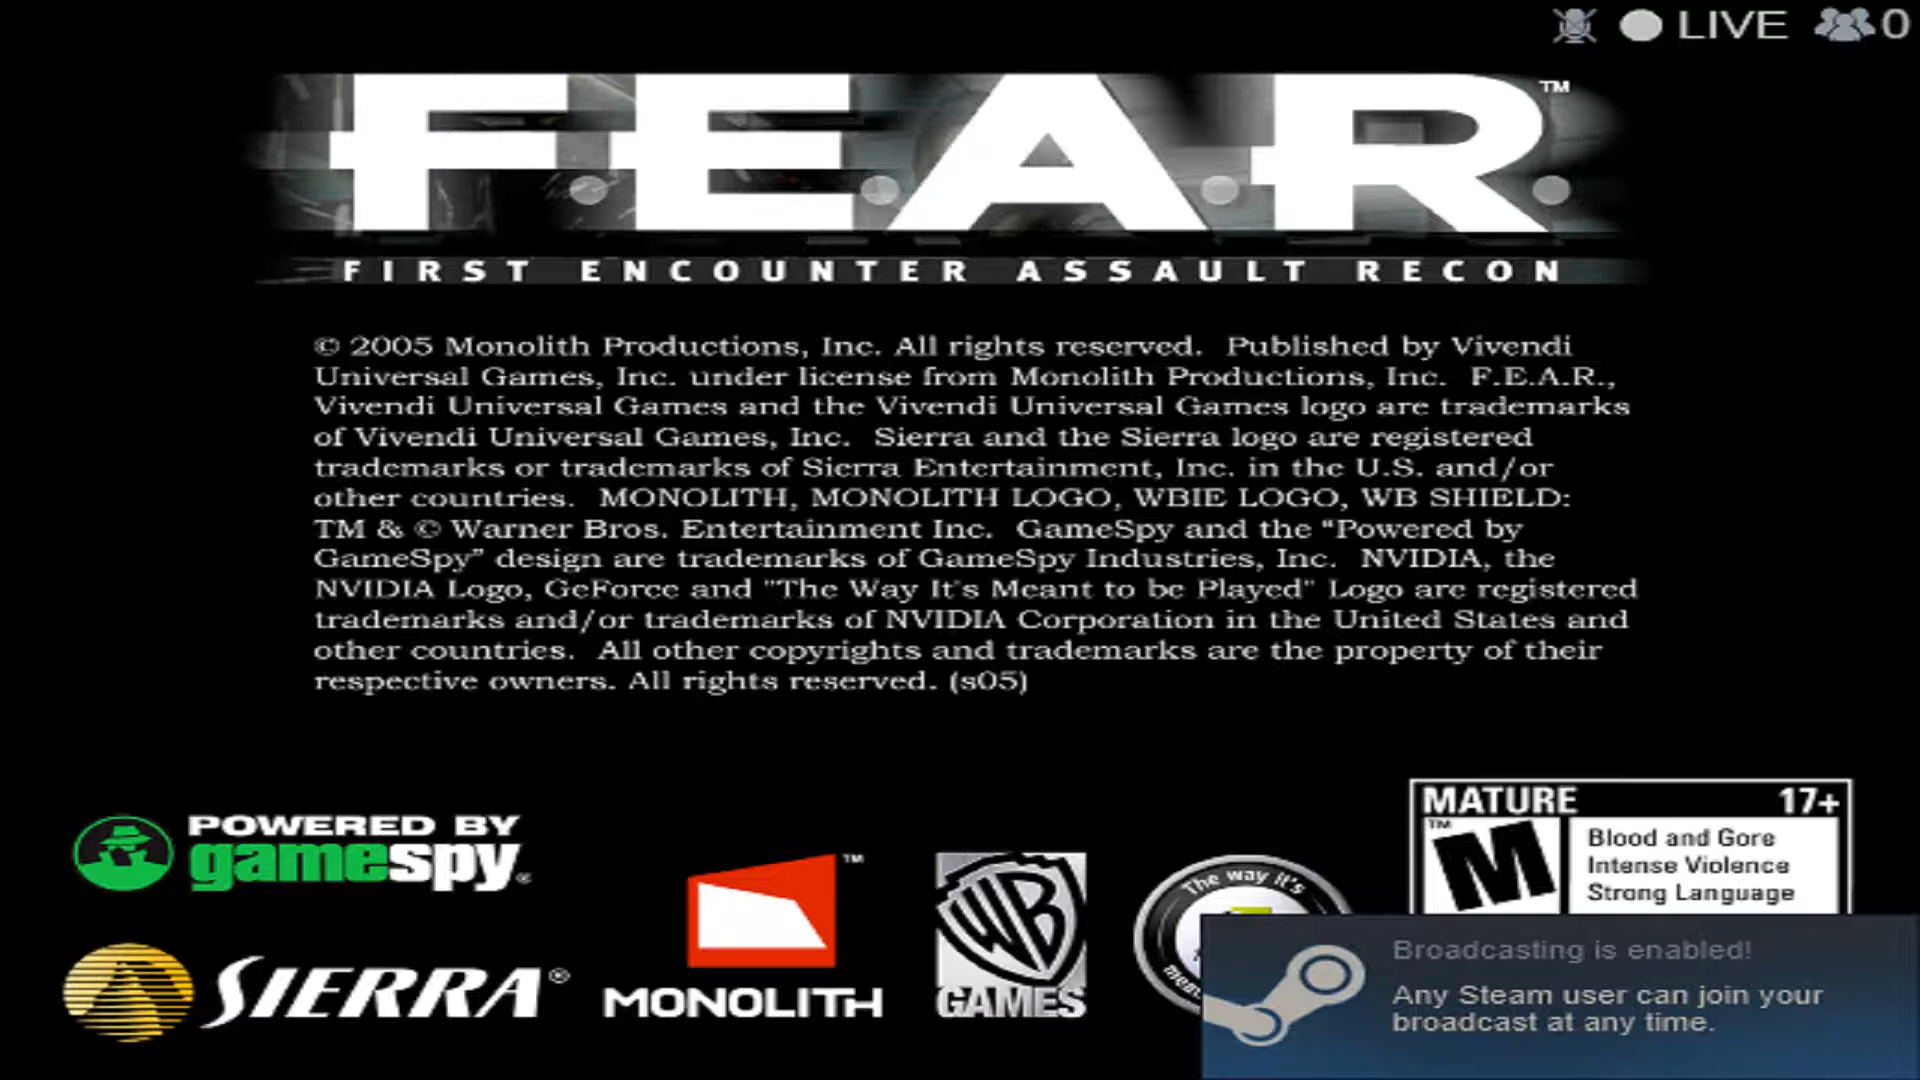 LIVE 0
F.E.A.R.™
FIRST ENCOUNTER ASSAULT RECON
© 2005 Monolith Productions, Inc. All rights reserved.  Published by Vivendi
Universal Games, Inc. under license from Monolith Productions, Inc.  F.E.A.R.,
Vivendi Universal Games and the Vivendi Universal Games logo are trademarks
of Vivendi Universal Games, Inc.  Sierra and the Sierra logo are registered
trademarks or trademarks of Sierra Entertainment, Inc. in the U.S. and/or
other countries.  MONOLITH, MONOLITH LOGO, WBIE LOGO, WB SHIELD:
TM & © Warner Bros. Entertainment Inc.  GameSpy and the “Powered by
GameSpy” design are trademarks of GameSpy Industries, Inc.  NVIDIA, the
NVIDIA Logo, GeForce and "The Way It's Meant to be Played" Logo are registered
trademarks and/or trademarks of NVIDIA Corporation in the United States and
other countries.  All other copyrights and trademarks are the property of their
respective owners. All rights reserved. (s05)
POWERED BY
gamespy®
SIERRA®
™
MONOLITH
WB
GAMES
The way it's
MATURE 17+
™
M
Blood and Gore
Intense Violence
Strong Language
Broadcasting is enabled!
Any Steam user can join your
broadcast at any time.